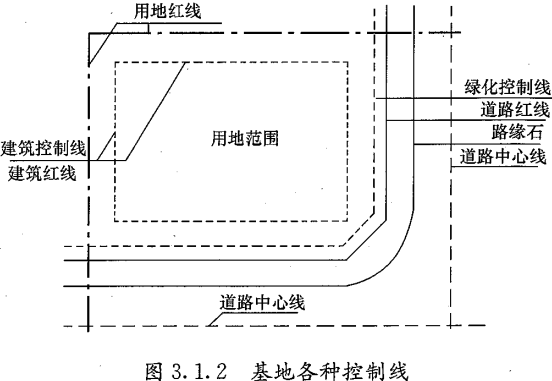 用地红线
绿化控制线
道路红线
路缘石
道路中心线
用地范围
建筑控制线
建筑红线
道路中心线
图 3.1.2 基地各种控制线